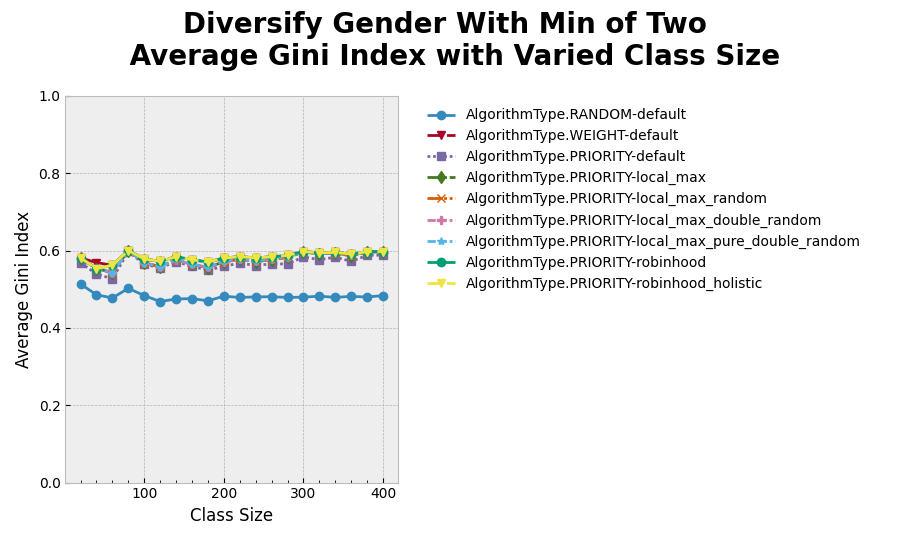 Diversify Gender With Min of Two
Average Gini Index with Varied Class Size
1.0
0.8
0.6
0.4
0.2
0.0
Average Gini Index
100
200
300
400
Class Size
AlgorithmType.RANDOM-default
AlgorithmType.WEIGHT-default
AlgorithmType.PRIORITY-default
AlgorithmType.PRIORITY-local_max
AlgorithmType.PRIORITY-local_max_random
AlgorithmType.PRIORITY-local_max_double_random
AlgorithmType.PRIORITY-local_max_pure_double_random
AlgorithmType.PRIORITY-robinhood
AlgorithmType.PRIORITY-robinhood_holistic